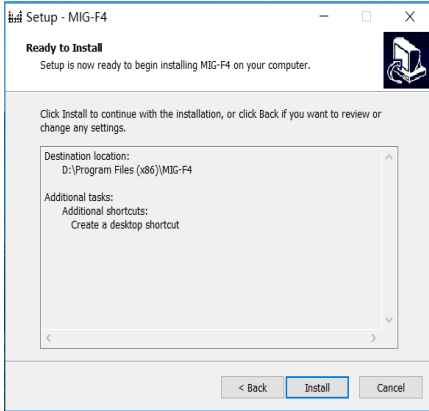 Setup - MIG-F4
Ready to Install
Setup is now ready to begin installing MIG-F4 on your computer.
Click Install to continue with the installation, or click Back if you want to review or
change any settings.
Destination location:
D:\Program Files (x86)\MIG-F4
Additional tasks:
Additional shortcuts:
Create a desktop shortcut
< Back
Install
Cancel